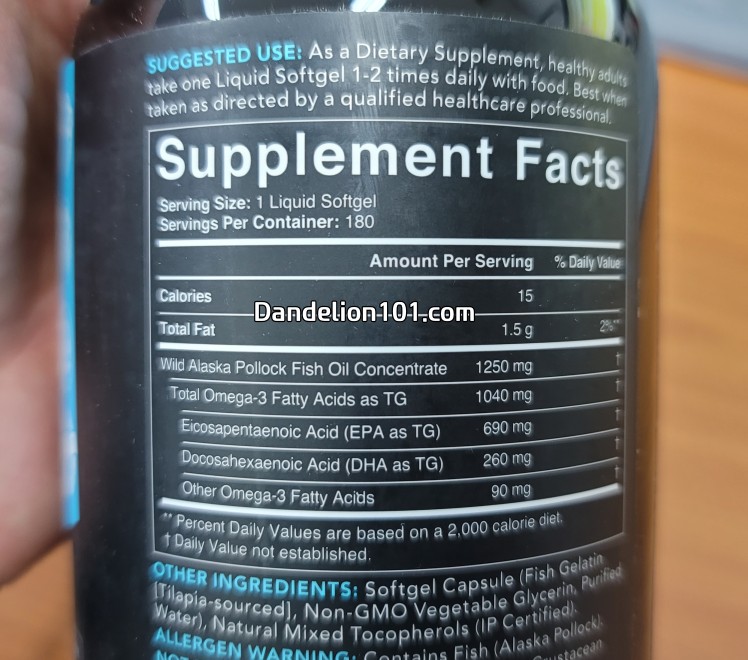 SUGGESTED USE: As a Dietary Supplement, healthy adults
take one Liquid Softgel 1-2 times daily with food. Best when
taken as directed by a qualified healthcare professional.
Supplement Facts
Serving Size: 1 Liquid Softgel
Servings Per Container: 180
Amount Per Serving % Daily Value
Calories 15
Dandelion101.com
Total Fat 1.5 g 2%**
Wild Alaska Pollock Fish Oil Concentrate 1250 mg †
Total Omega-3 Fatty Acids as TG 1040 mg †
Eicosapentaenoic Acid (EPA as TG) 690 mg †
Docosahexaenoic Acid (DHA as TG) 260 mg †
Other Omega-3 Fatty Acids 90 mg †
** Percent Daily Values are based on a 2,000 calorie diet.
† Daily Value not established.
OTHER INGREDIENTS: Softgel Capsule (Fish Gelatin
[Tilapia-sourced], Non-GMO Vegetable Glycerin, Purified
Water), Natural Mixed Tocopherols (IP Certified).
ALLERGEN WARNING: Contains Fish (Alaska Pollock,